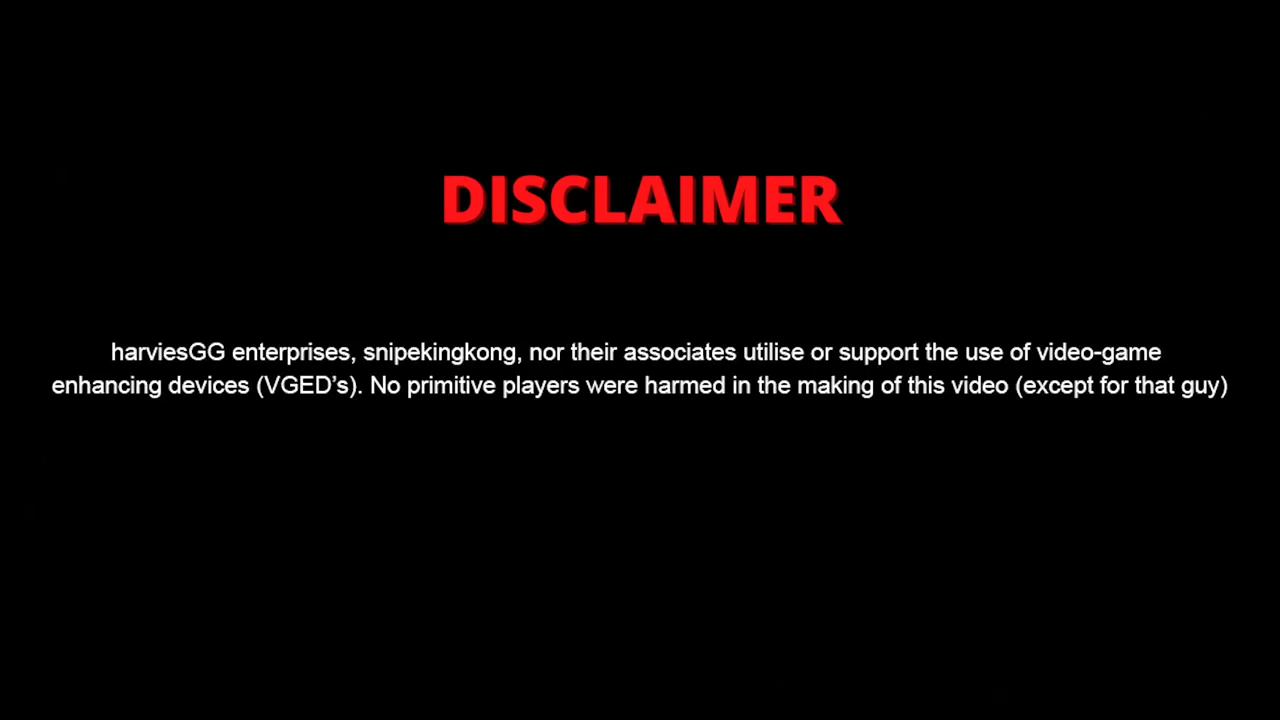 DISCLAIMER
harviesGG enterprises, snipekingkong, nor their associates utilise or support the use of video-game
enhancing devices (VGED’s). No primitive players were harmed in the making of this video (except for that guy)